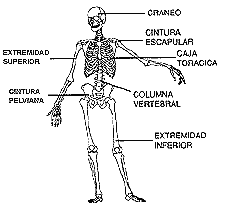 CRANEO
CINTURA
ESCAPULAR
EXTREMIDAD
SUPERIOR
CAJA
TORACICA
CINTURA
PELVIANA
COLUMNA
VERTEBRAL
EXTREMIDAD
INFERIOR